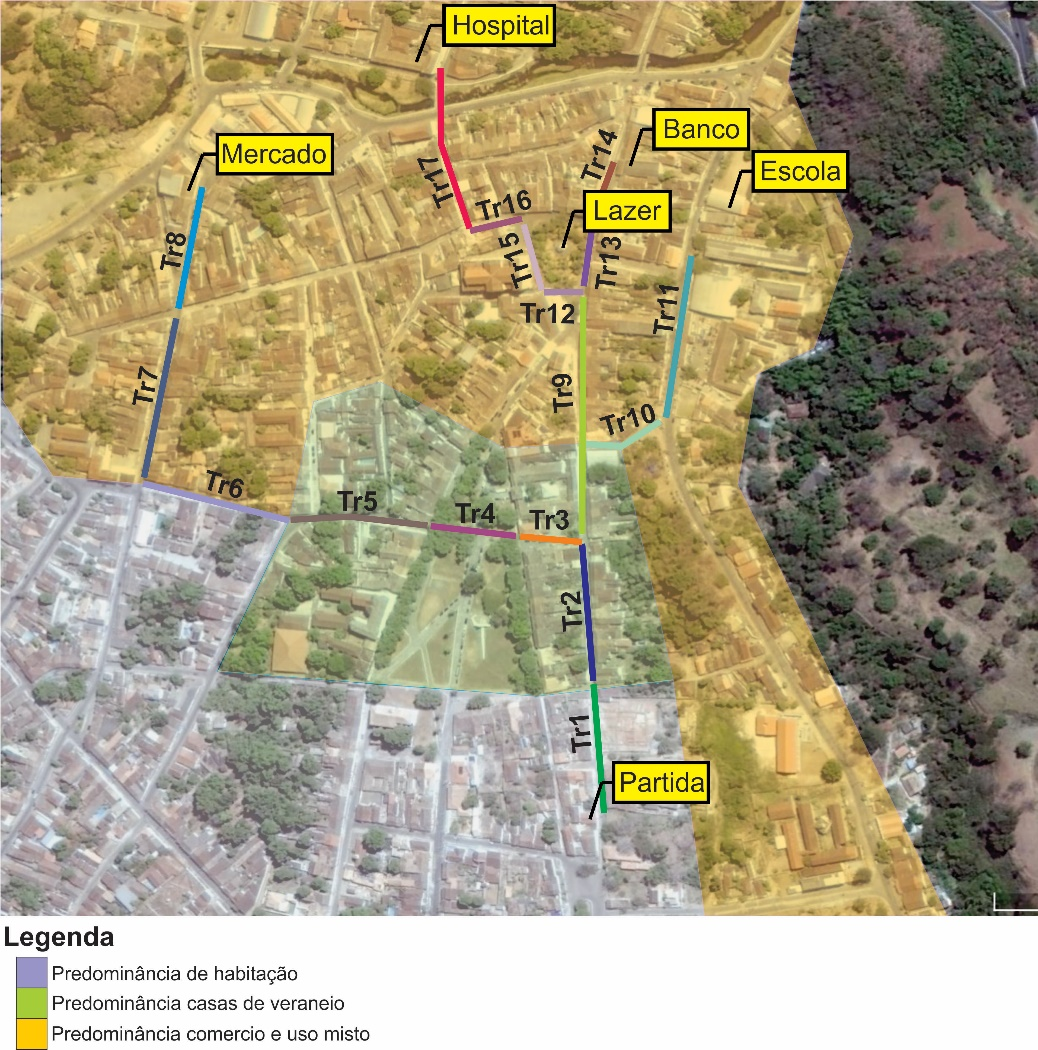 Hospital
Banco
Mercado
Tr14
Escola
Tr17
Tr16
Lazer
Tr8
Tr15
Tr13
Tr12
Tr11
Tr7
Tr9
Tr10
Tr6
Tr5
Tr4
Tr3
Tr2
Tr1
Partida
Legenda
Predominância de habitação
Predominância casas de veraneio
Predominância comercio e uso misto